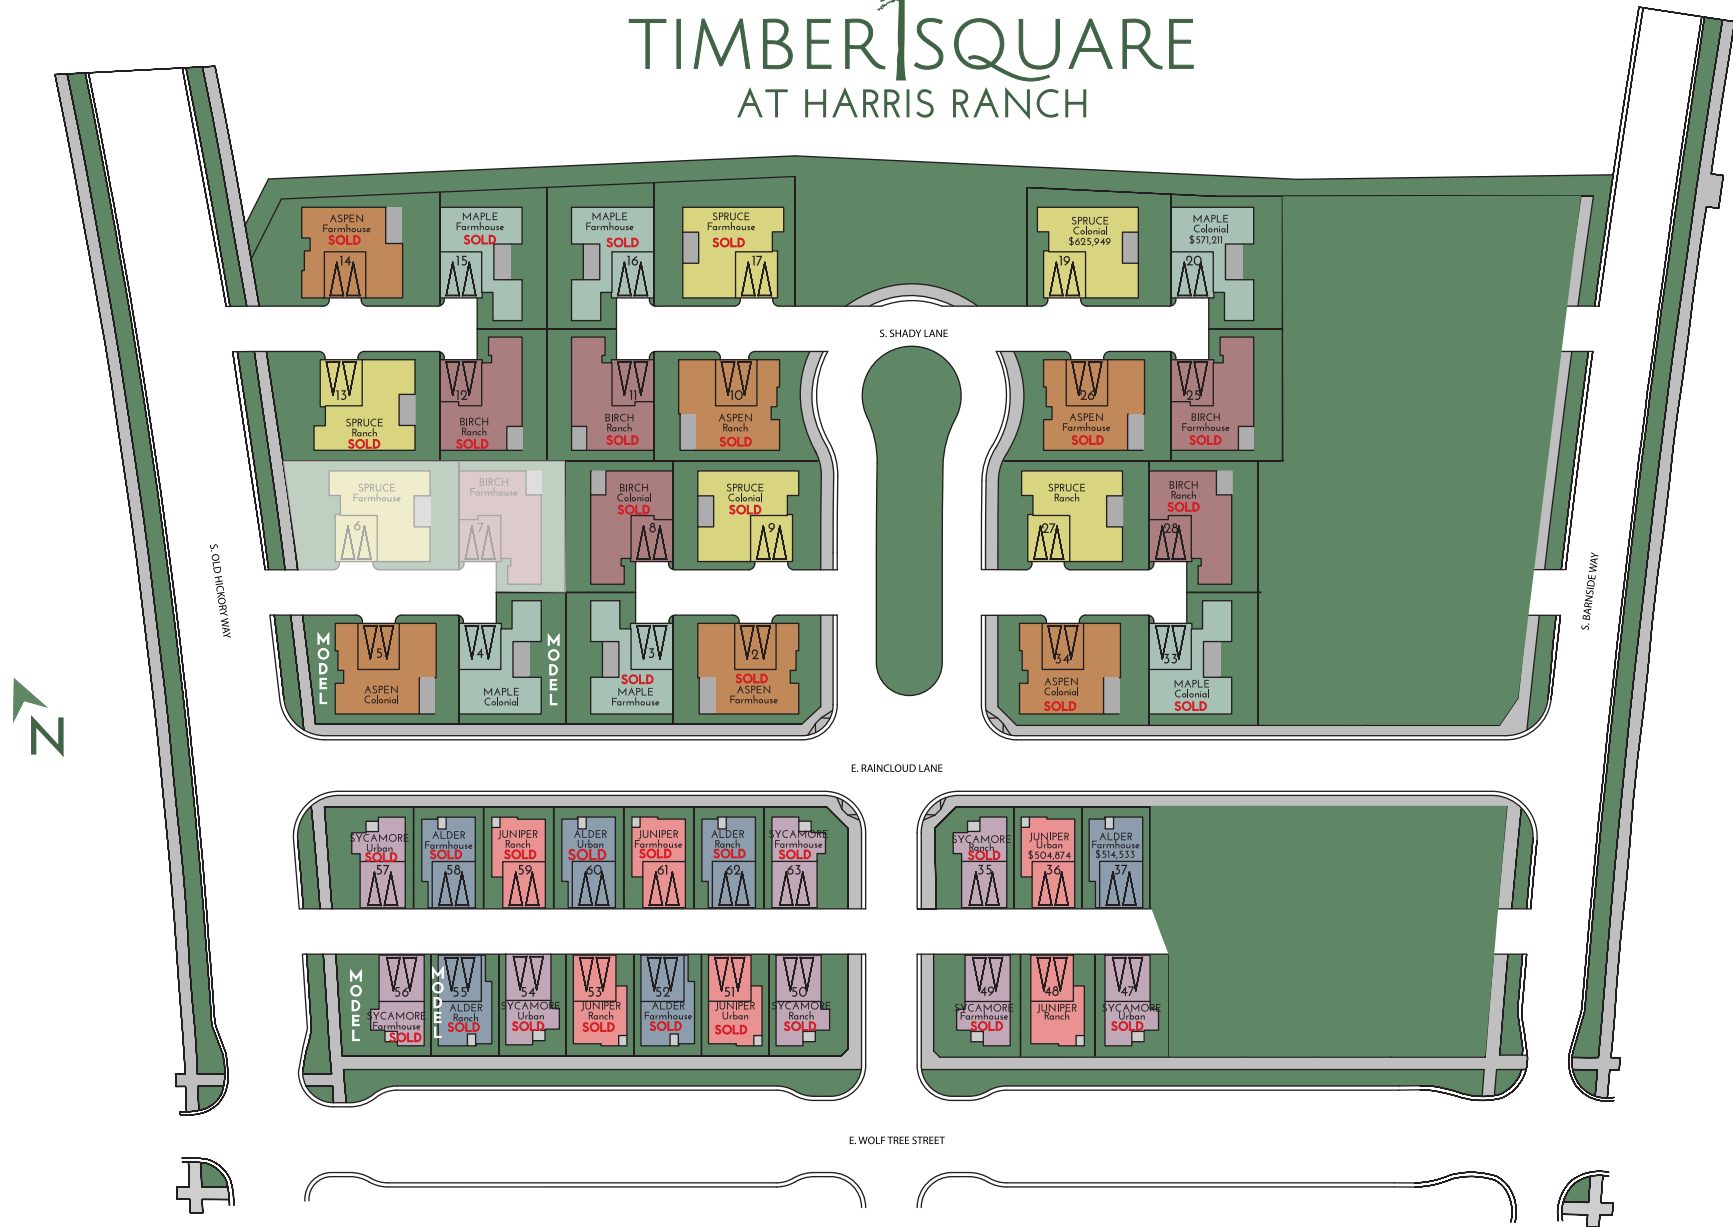 TIMBER SQUARE
AT HARRIS RANCH
ASPEN
Farmhouse
SOLD
14
MAPLE
Farmhouse
SOLD
15
MAPLE
Farmhouse
SOLD
16
SPRUCE
Farmhouse
SOLD
17
SPRUCE
Colonial
$625,949
19
MAPLE
Colonial
$571,211
20
S. SHADY LANE
13
SPRUCE
Ranch
SOLD
12
BIRCH
Ranch
SOLD
11
BIRCH
Ranch
SOLD
10
ASPEN
Ranch
SOLD
26
ASPEN
Farmhouse
SOLD
25
BIRCH
Farmhouse
SOLD
SPRUCE
Farmhouse
6
BIRCH
Farmhouse
7
BIRCH
Colonial
SOLD
8
SPRUCE
Colonial
SOLD
9
SPRUCE
Ranch
27
BIRCH
Ranch
SOLD
28
S. OLD HICKORY WAY
S. BARNSIDE WAY
MODEL
5
ASPEN
Colonial
4
MAPLE
Colonial
MODEL
3
SOLD
MAPLE
Farmhouse
2
SOLD
ASPEN
Farmhouse
34
ASPEN
Colonial
SOLD
33
MAPLE
Colonial
SOLD
N
E. RAINCLOUD LANE
SYCAMORE
Urban
SOLD
57
ALDER
Farmhouse
SOLD
58
JUNIPER
Ranch
SOLD
59
ALDER
Urban
SOLD
60
JUNIPER
Farmhouse
SOLD
61
ALDER
Ranch
SOLD
62
SYCAMORE
Farmhouse
SOLD
63
SYCAMORE
Ranch
SOLD
35
JUNIPER
Urban
$504,874
36
ALDER
Farmhouse
$514,533
37
MODEL
56
SYCAMORE
Farmhouse
SOLD
MODEL
55
ALDER
Ranch
SOLD
54
SYCAMORE
Urban
SOLD
53
JUNIPER
Ranch
SOLD
52
ALDER
Farmhouse
SOLD
51
JUNIPER
Urban
SOLD
50
SYCAMORE
Ranch
SOLD
49
SYCAMORE
Farmhouse
SOLD
48
JUNIPER
Ranch
47
SYCAMORE
Urban
SOLD
E. WOLF TREE STREET